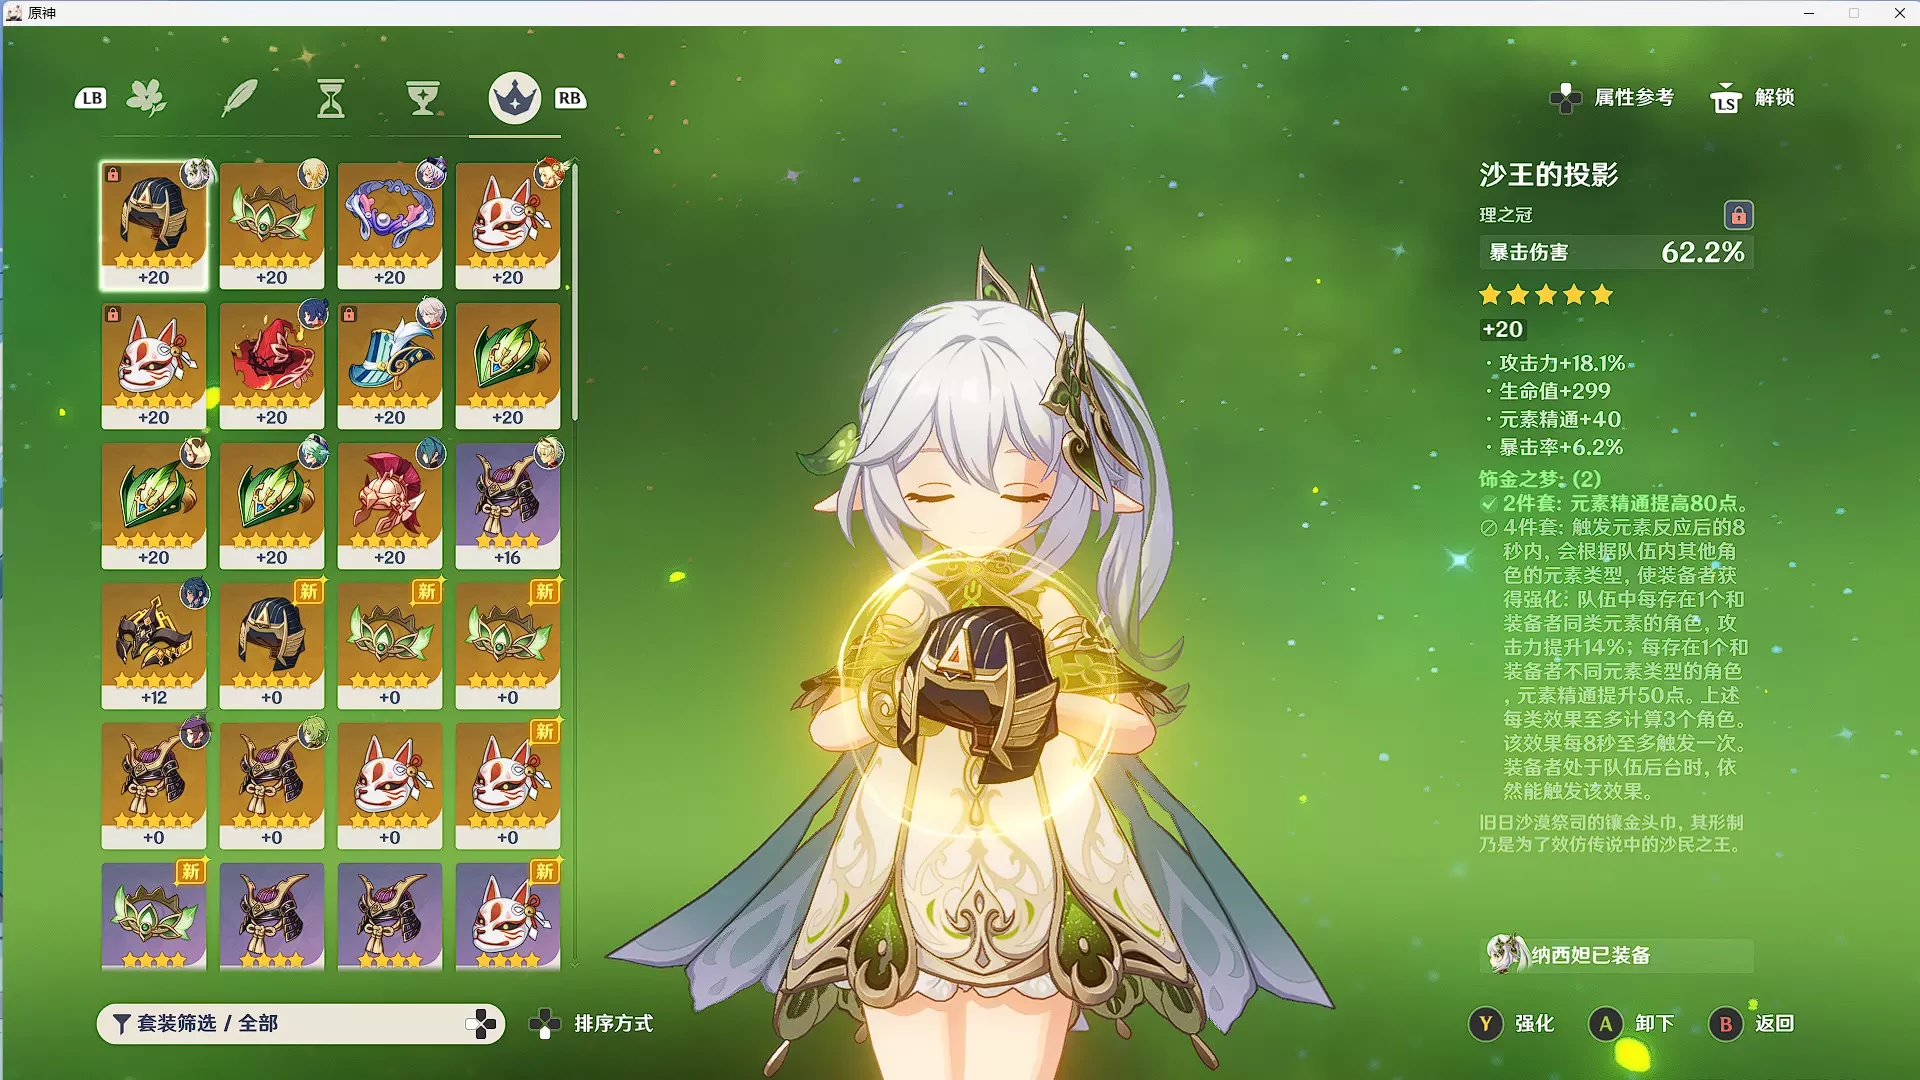 原神
LB
RB
属性参考
LS
解锁
沙王的投影
理之冠
暴击伤害 62.2%
+20
·攻击力+18.1%
·生命值+299
·元素精通+40
·暴击率+6.2%
饰金之梦: (2)
2件套: 元素精通提高80点。
4件套: 触发元素反应后的8
秒内, 会根据队伍内其他角
色的元素类型, 使装备者获
得强化: 队伍中每存在1个和
装备者同类元素的角色, 攻
击力提升14%; 每存在1个和
装备者不同元素类型的角色
, 元素精通提升50点。上述
每类效果至多计算3个角色。
该效果每8秒至多触发一次。
装备者处于队伍后台时, 依
然能触发该效果。
旧日沙漠祭司的镶金头巾, 其形制
乃是为了效仿传说中的沙民之王。
纳西妲已装备
Y 强化
A 卸下
B 返回
+20 +20 +20 +20
+20 +20 +20 +20
+20 +20 +20 +16
新 新 新
+12 +0 +0 +0
新
+0 +0 +0 +0
新 新
套装筛选 / 全部
排序方式